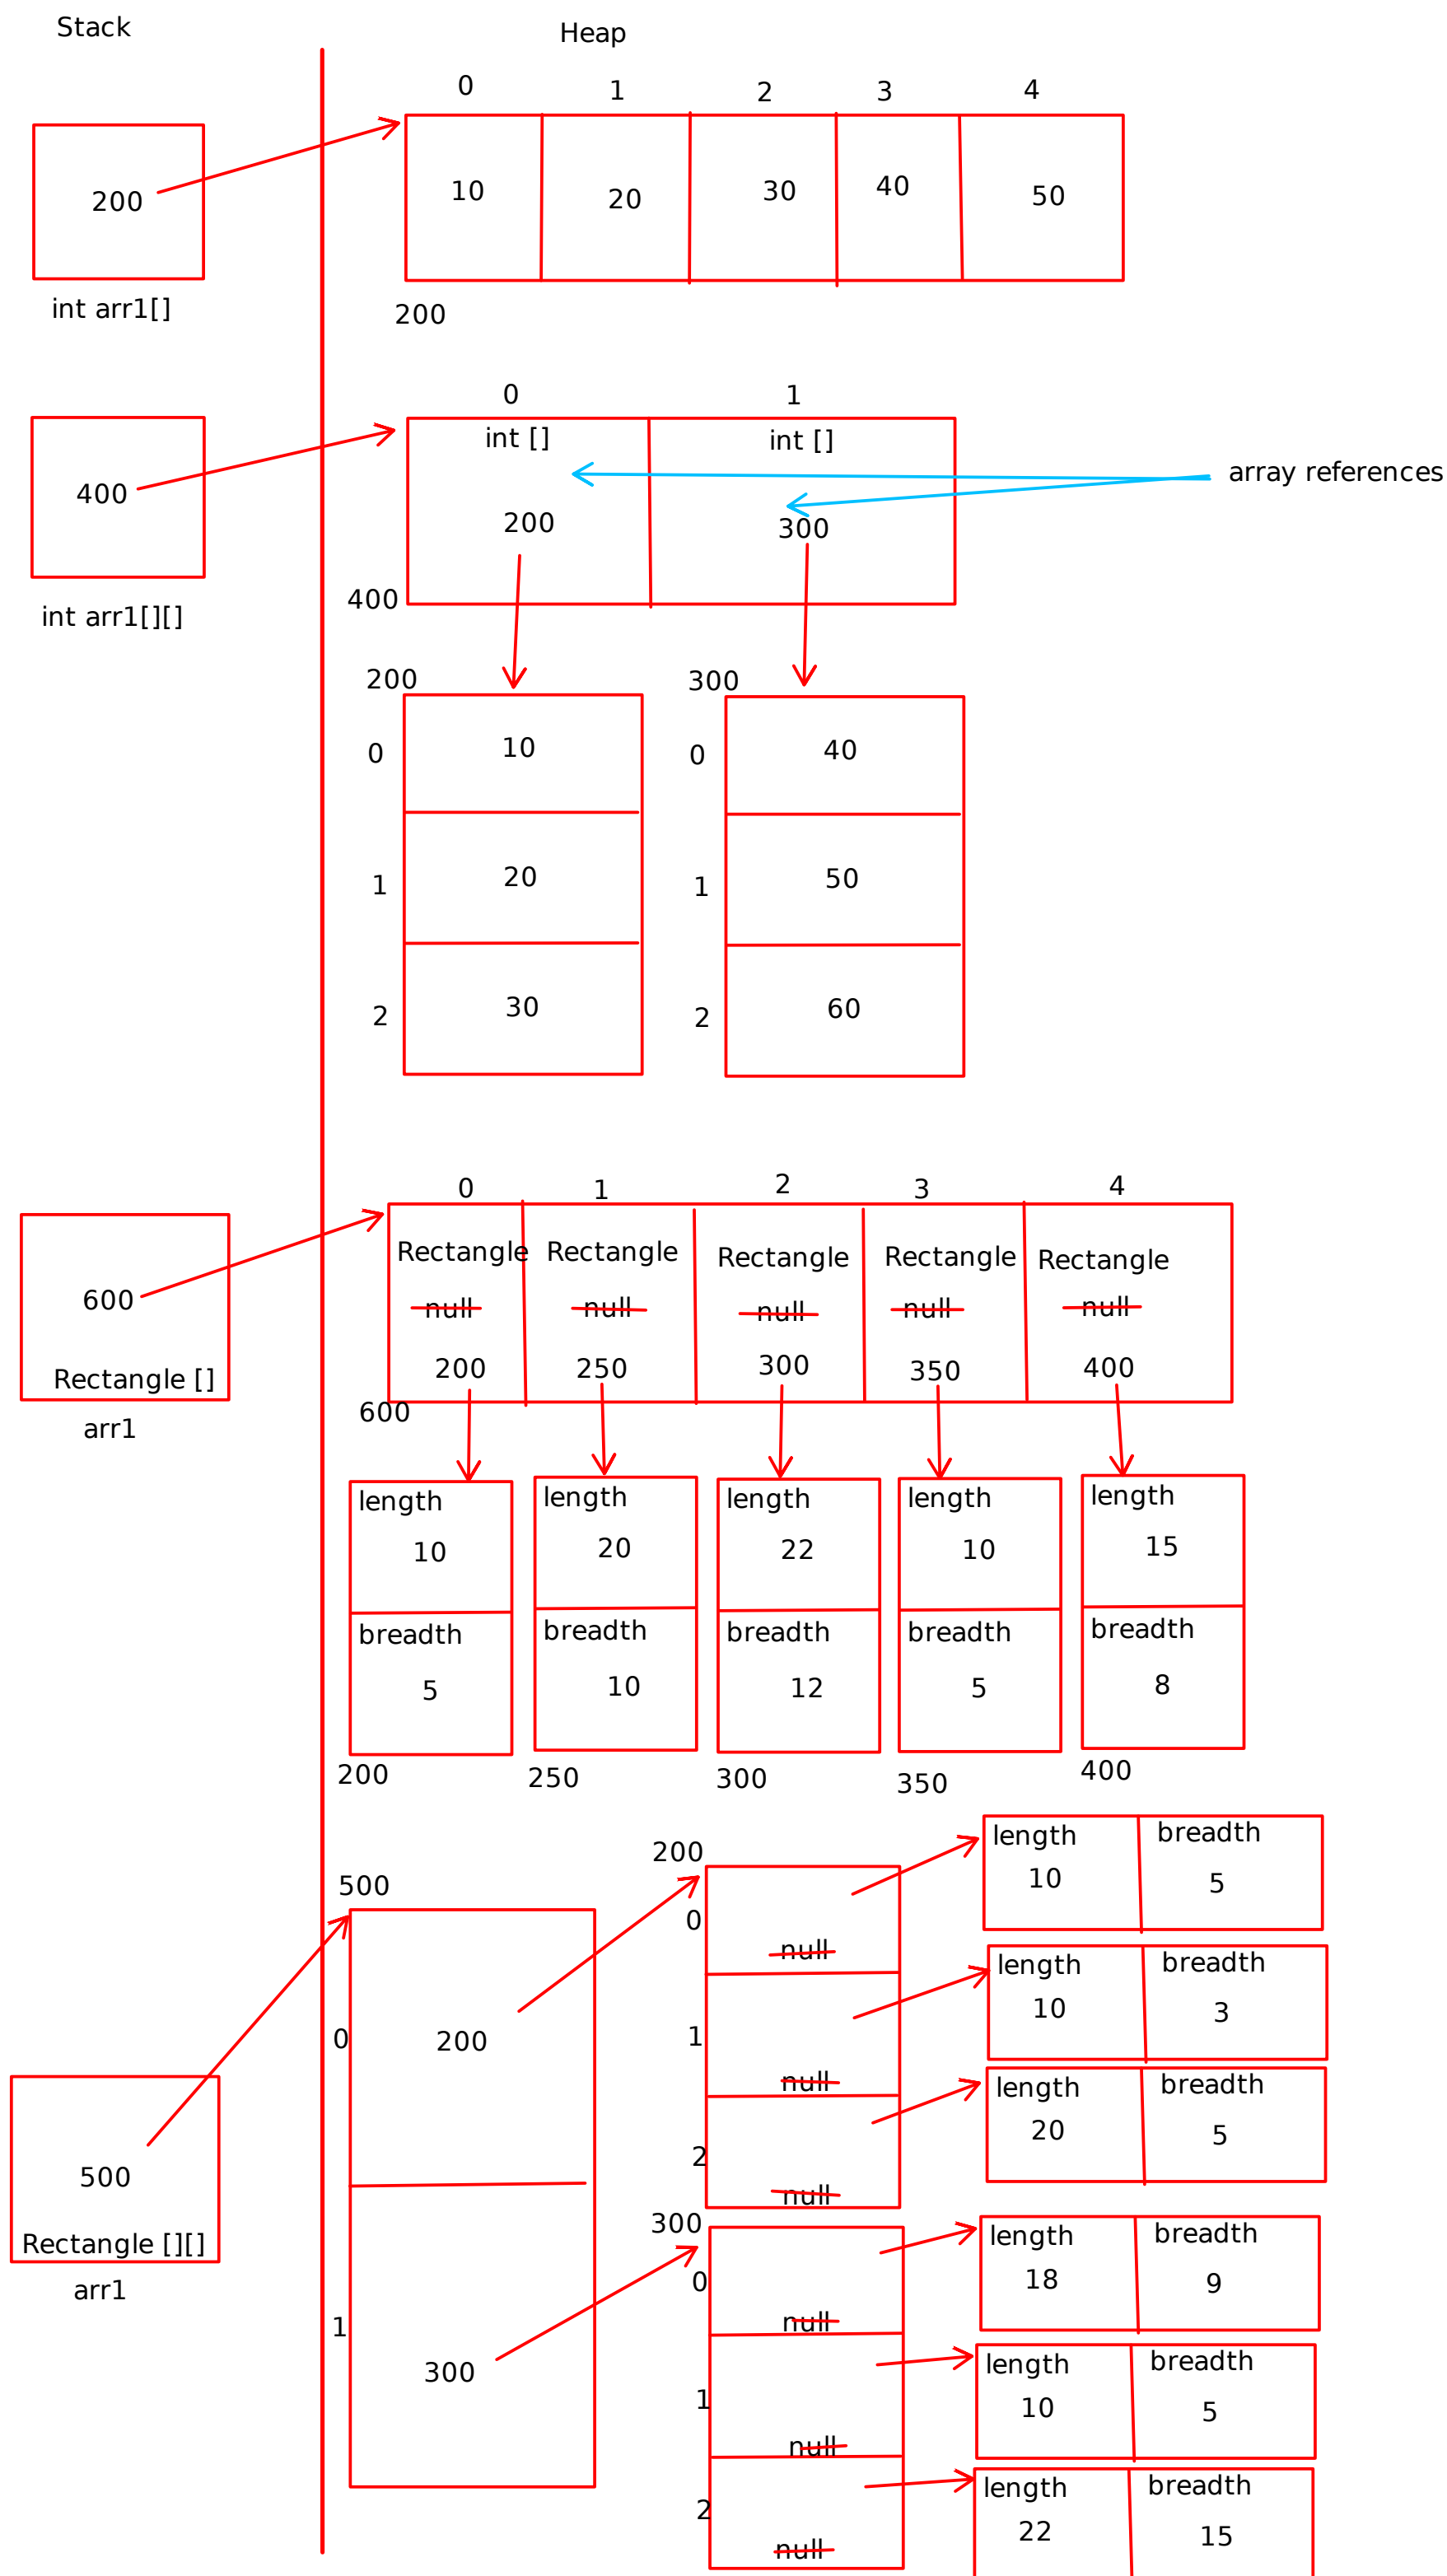 Stack
Heap
0 1 2 3 4
200
10 20 30 40 50
int arr1[]
200
0 1
int [] int []
array references
400
200 300
400
int arr1[][]
200 300
0 10 0 40
1 20 1 50
2 30 2 60
0 1 2 3 4
Rectangle Rectangle Rectangle Rectangle Rectangle
600
null null null null null
200 250 300 350 400
Rectangle []
600
arr1
length length length length length
10 20 22 10 15
breadth breadth breadth breadth breadth
5 10 12 5 8
200 250 300 350 400
500
200
length breadth
10 5
0
null
length breadth
10 3
0
200
1
null
length breadth
20 5
2
null
500
Rectangle [][]
arr1
300
length breadth
18 9
0
null
1
300
length breadth
10 5
1
null
length breadth
22 15
2
null